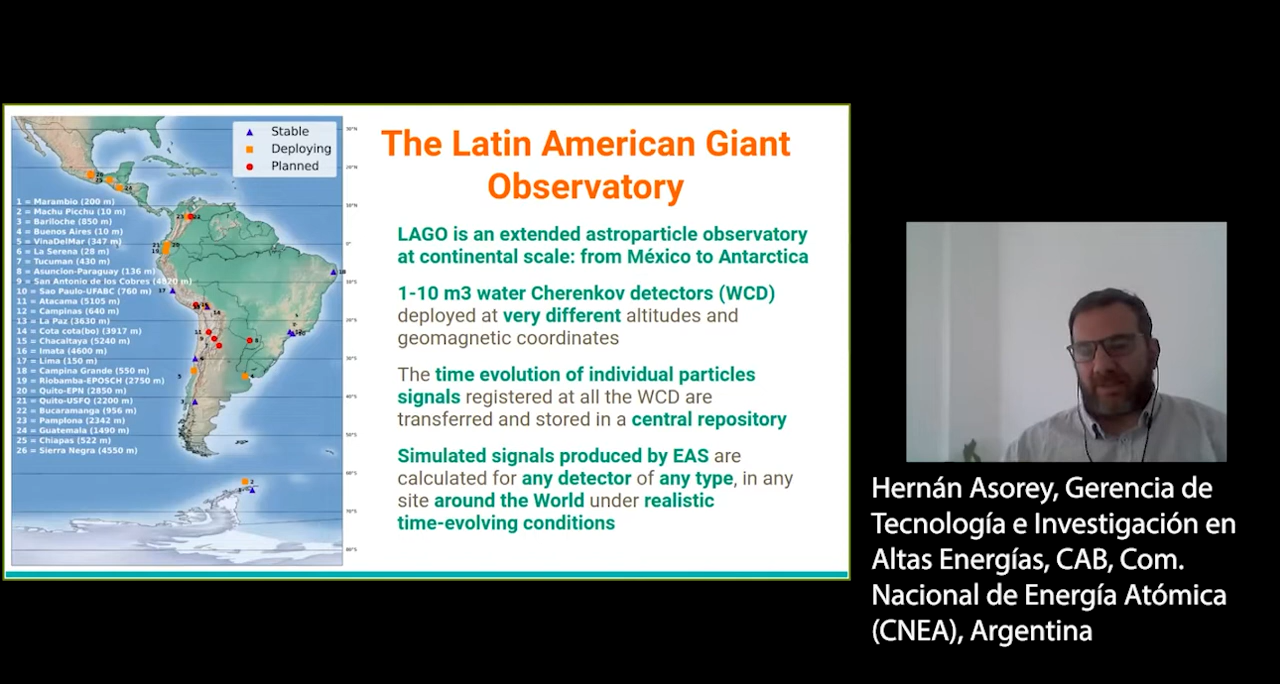 Stable
Deploying
Planned
1 = Marambio (200 m)
2 = Machu Picchu (10 m)
3 = Bariloche (850 m)
4 = Buenos Aires (10 m)
5 = VinaDelMar (347 m)
6 = La Serena (28 m)
7 = Tucuman (430 m)
8 = Asuncion-Paraguay (136 m)
9 = San Antonio de los Cobres
10 = Sao Paulo-UFABC (760 m)
11 = Atacama (5105 m)
12 = Campinas (640 m)
13 = La Paz (3630 m)
14 = Cota cota(bo) (3917 m)
15 = Chacaltaya (5240 m)
16 = Imata (4600 m)
17 = Lima (150 m)
18 = Campina Grande (550 m)
19 = Riobamba-EPOSCH (2750 m)
20 = Quito-EPN (2850 m)
21 = Quito-USFQ (2200 m)
22 = Bucaramanga (956 m)
23 = Pamplona (2342 m)
24 = Guatemala (1490 m)
25 = Chiapas (522 m)
26 = Sierra Negra (4550 m)
The Latin American Giant
Observatory
LAGO is an extended astroparticle observatory
at continental scale: from México to Antarctica
1-10 m3 water Cherenkov detectors (WCD)
deployed at very different altitudes and
geomagnetic coordinates
The time evolution of individual particles
signals registered at all the WCD are
transferred and stored in a central repository
Simulated signals produced by EAS are
calculated for any detector of any type, in any
site around the World under realistic
time-evolving conditions
Hernán Asorey, Gerencia de
Tecnología e Investigación en
Altas Energías, CAB, Com.
Nacional de Energía Atómica
(CNEA), Argentina